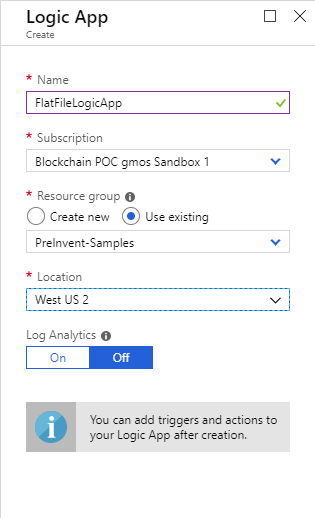 Logic App
Create
* Name
FlatFileLogicApp
* Subscription
Blockchain POC gmos Sandbox 1
* Resource group
Create new Use existing
PreInvent-Samples
* Location
West US 2
Log Analytics
On Off
You can add triggers and actions to
your Logic App after creation.